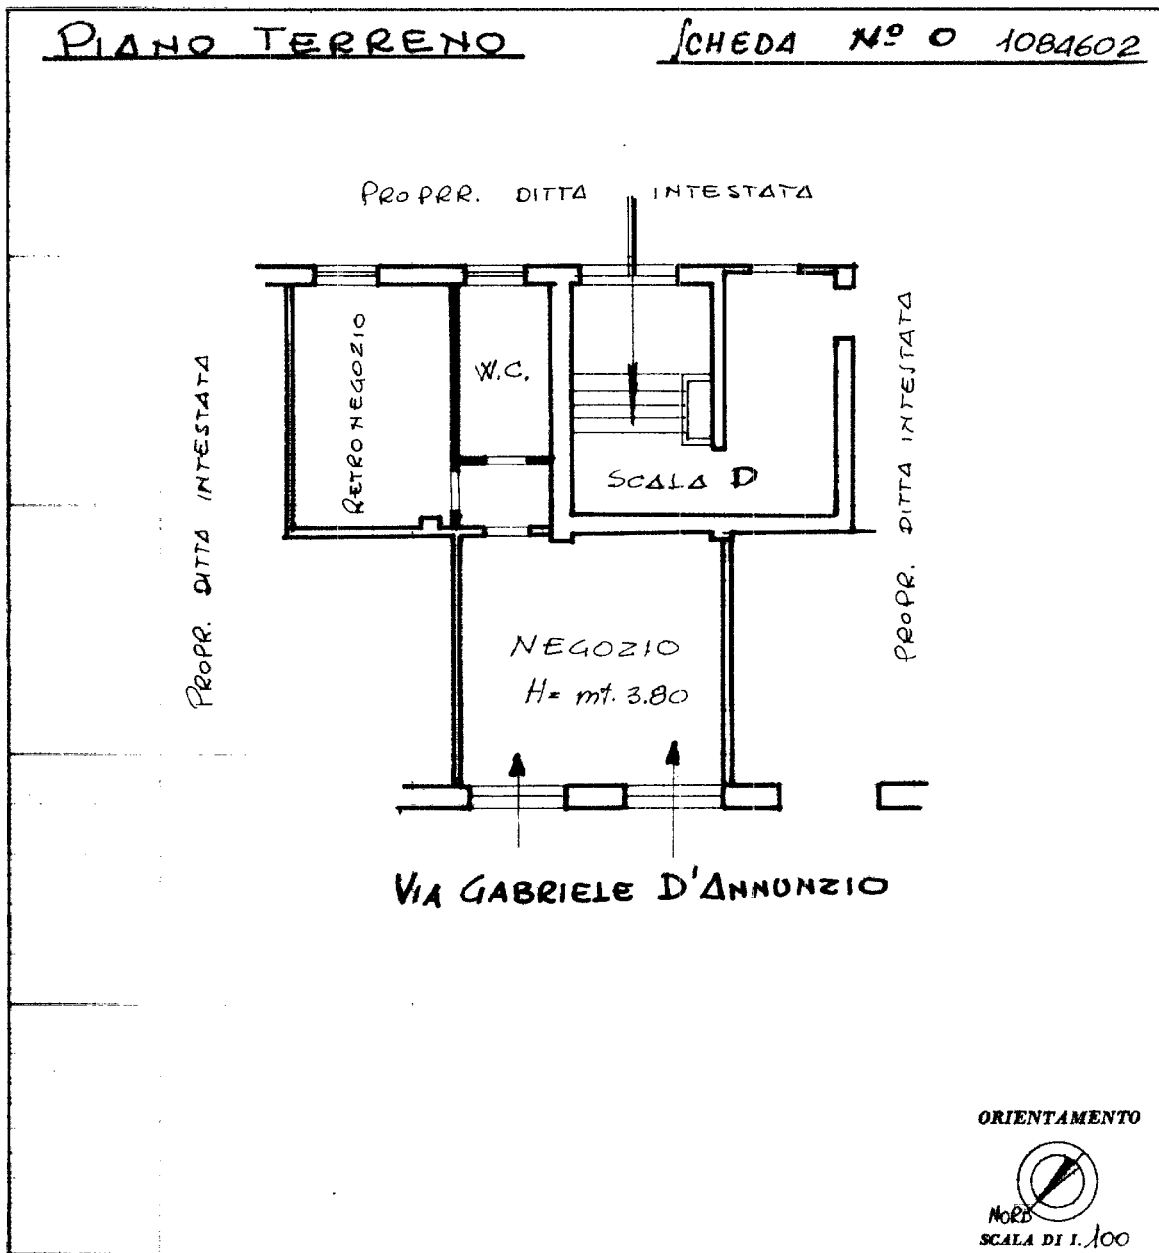 PIANO TERRENO
SCHEDA Nº 0 1084602
PROPRR. DITTA INTESTATA
RETRONEGOZIO
W.C.
SCALA D
PROPR. DITTA INTESTATA
PROPR. DITTA INTESTATA
NEGOZIO
H= mt. 3.80
VIA GABRIELE D'ANNUNZIO
ORIENTAMENTO
NORD
SCALA DI 1.100